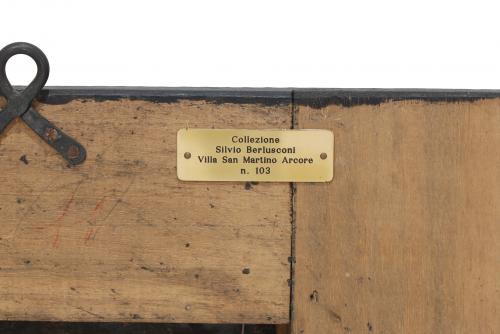 Collezione
Silvio Berlusconi
Villa San Martino Arcore
n. 103